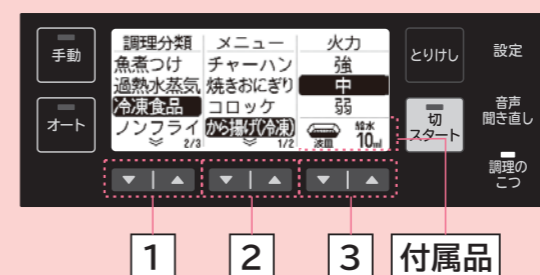 手動
オート
調理分類
魚煮つけ
過熱水蒸気
冷凍食品
ノンフライ
2/3
メニュー
チャーハン
焼きおにぎり
コロッケ
から揚げ(冷凍)
1/2
火力
強
中
弱
波皿
給水
10ml
とりけし
切
スタート
設定
音声
聞き直し
調理の
こつ
▼ | ▲
▼ | ▲
▼ | ▲
1
2
3
付属品